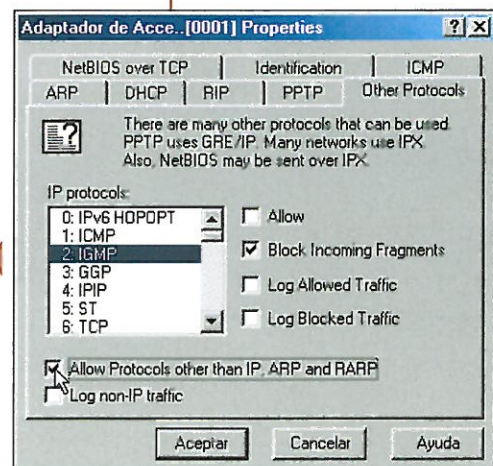 Adaptador de Acce..[0001] Properties
NetBIOS over TCP Identification ICMP
ARP DHCP RIP PPTP Other Protocols
There are many other protocols that can be used.
PPTP uses GRE/IP. Many networks use IPX.
Also, NetBIOS may be sent over IPX.
IP protocols:
0: IPv6 HOPOPT
1: ICMP
2: IGMP
3: GGP
4: IPIP
5: ST
6: TCP
Allow
Block Incoming Fragments
Log Allowed Traffic
Log Blocked Traffic
Allow Protocols other than IP, ARP and RARP
Log non-IP traffic
Aceptar Cancelar Ayuda